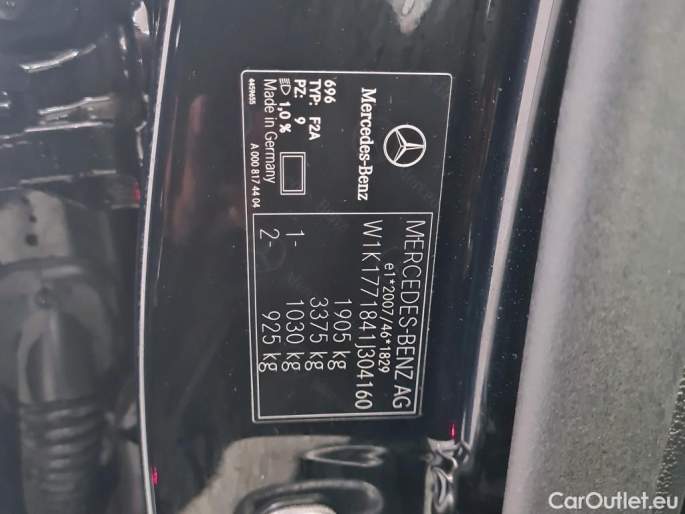 MERCEDES-BENZ AG
e1*2007/46*1829
W1K1771841J304160
1905 kg
3375 kg
1- 1030 kg
2- 925 kg
Mercedes-Benz
696
TYP: F2A
PZ: 9
1,0 %
Made in Germany
A 000 817 44 04
4459655
CarOutlet.eu